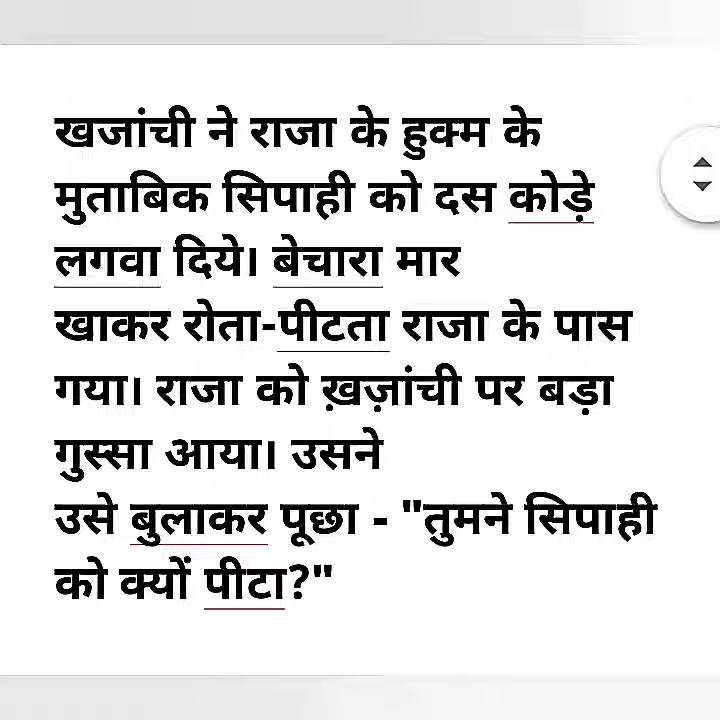 खजांची ने राजा के हुक्म के
मुताबिक सिपाही को दस कोड़े
लगवा दिये। बेचारा मार
खाकर रोता-पीटता राजा के पास
गया। राजा को ख़ज़ांची पर बड़ा
गुस्सा आया। उसने
उसे बुलाकर पूछा - "तुमने सिपाही
को क्यों पीटा?"